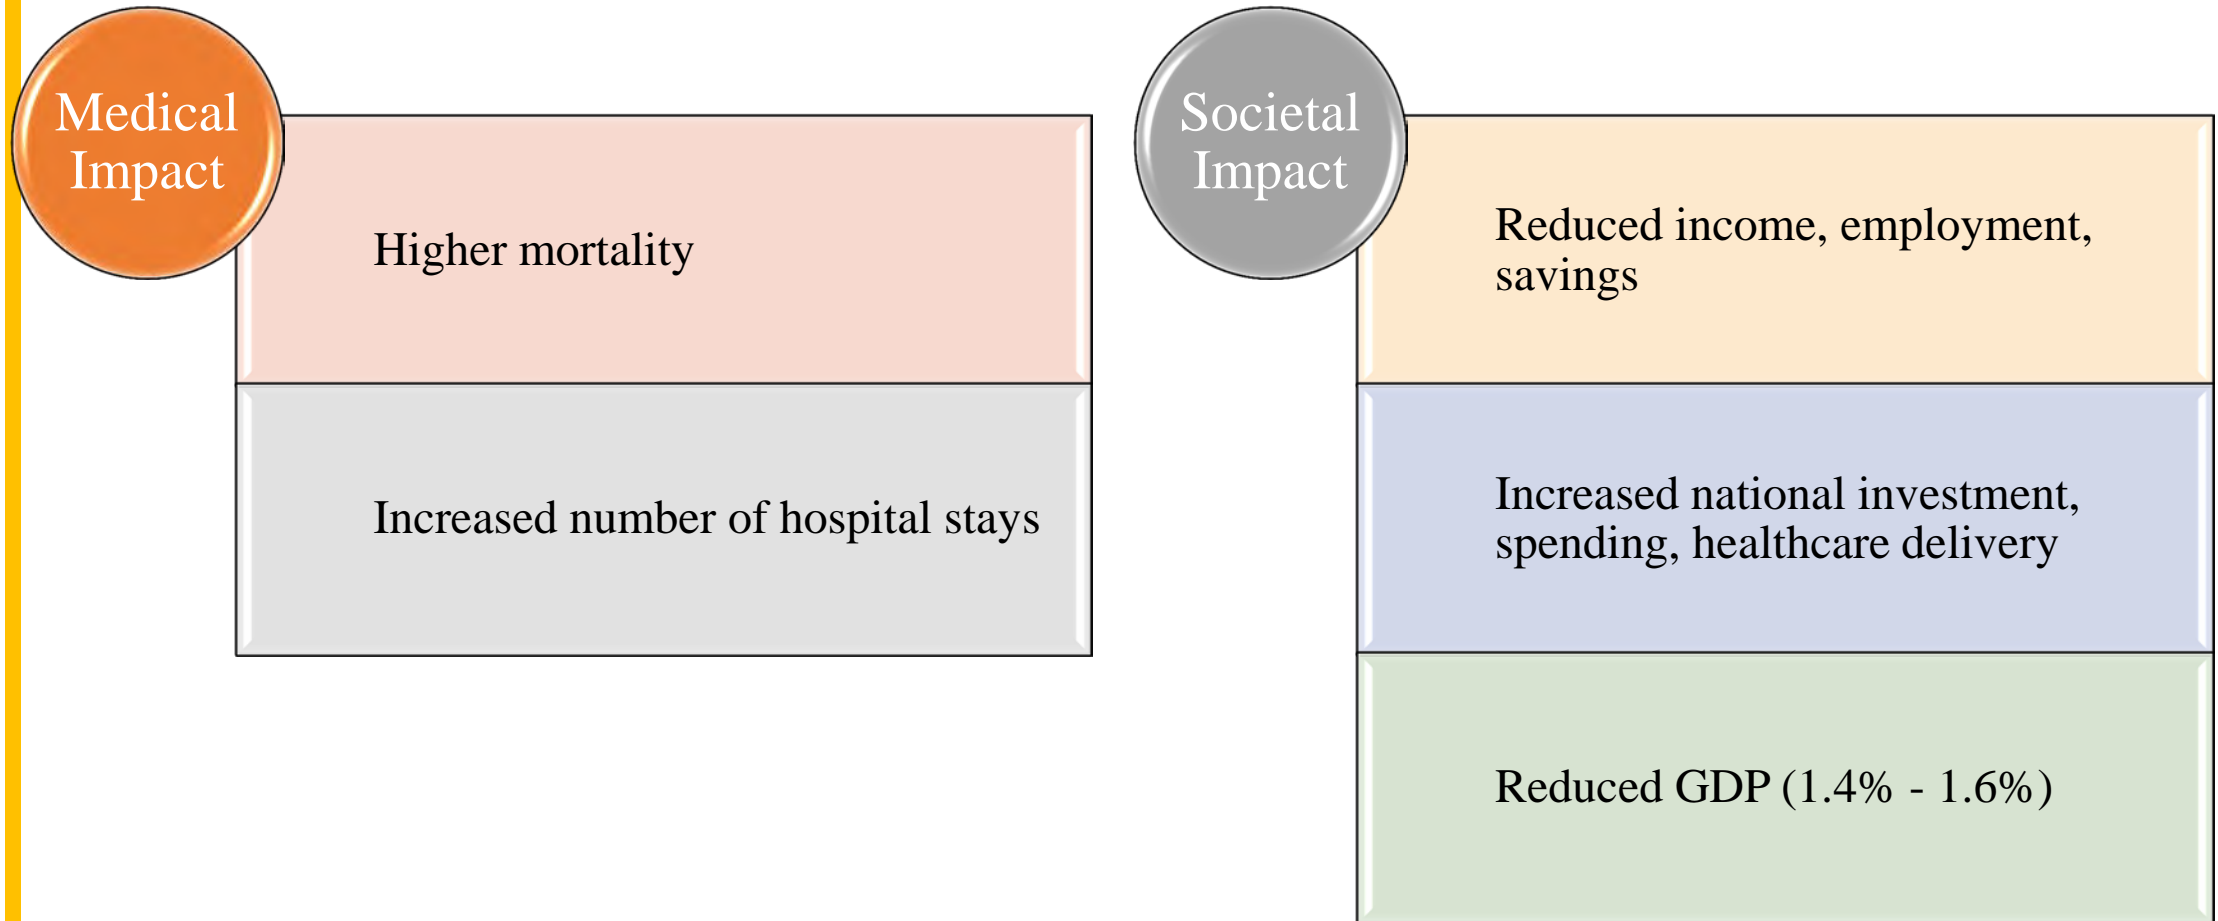 Medical
Impact
Higher mortality
Increased number of hospital stays
Societal
Impact
Reduced income, employment,
savings
Increased national investment,
spending, healthcare delivery
Reduced GDP (1.4% - 1.6%)